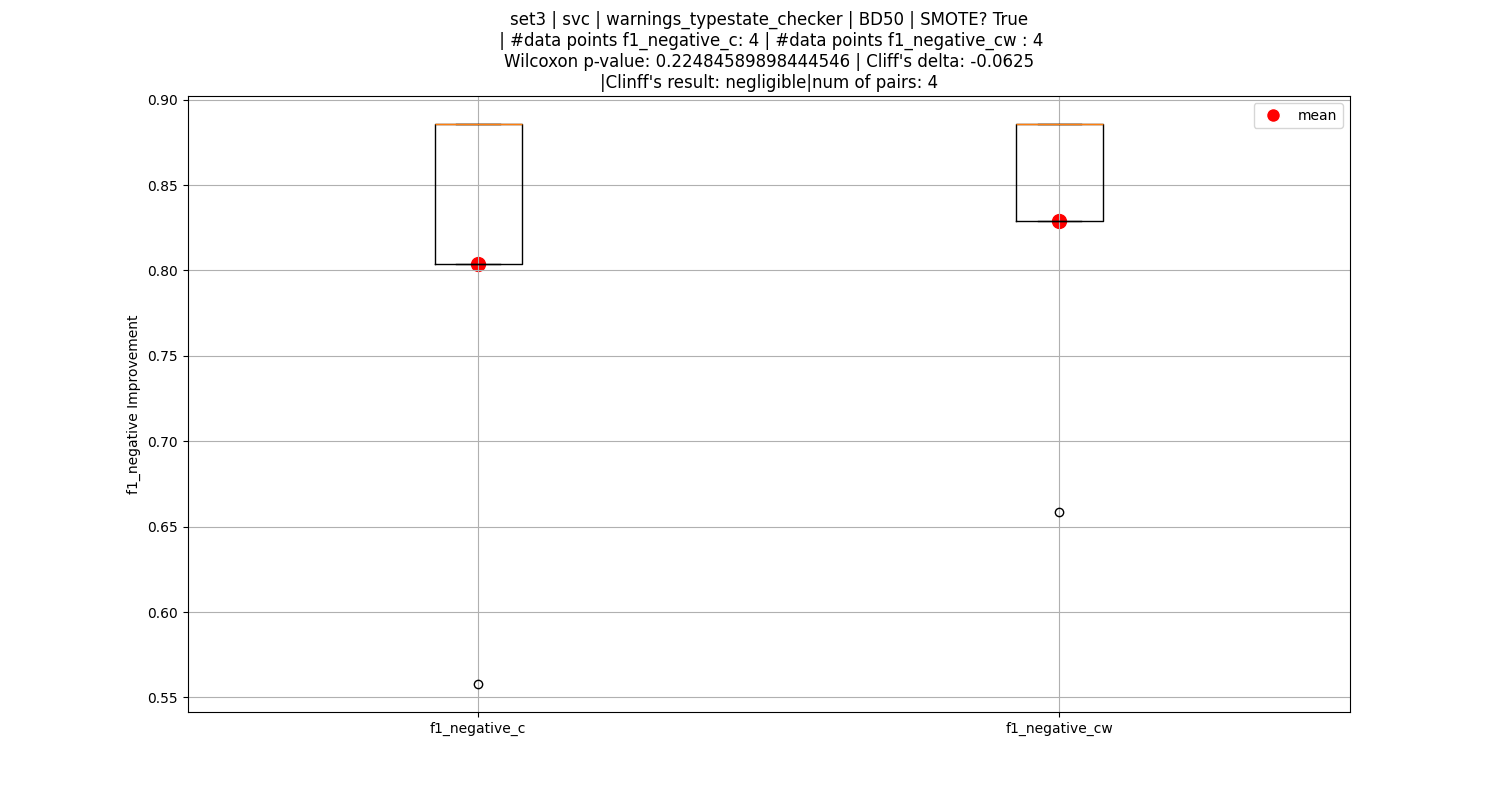 set3 | svc | warnings_typestate_checker | BD50 | SMOTE? True
| #data points f1_negative_c: 4 | #data points f1_negative_cw : 4
Wilcoxon p-value: 0.22484589898444546 | Cliff's delta: -0.0625
|Clinff's result: negligible|num of pairs: 4
mean
0.90
0.85
0.80
0.75
0.70
0.65
0.60
0.55
f1_negative Improvement
f1_negative_c
f1_negative_cw